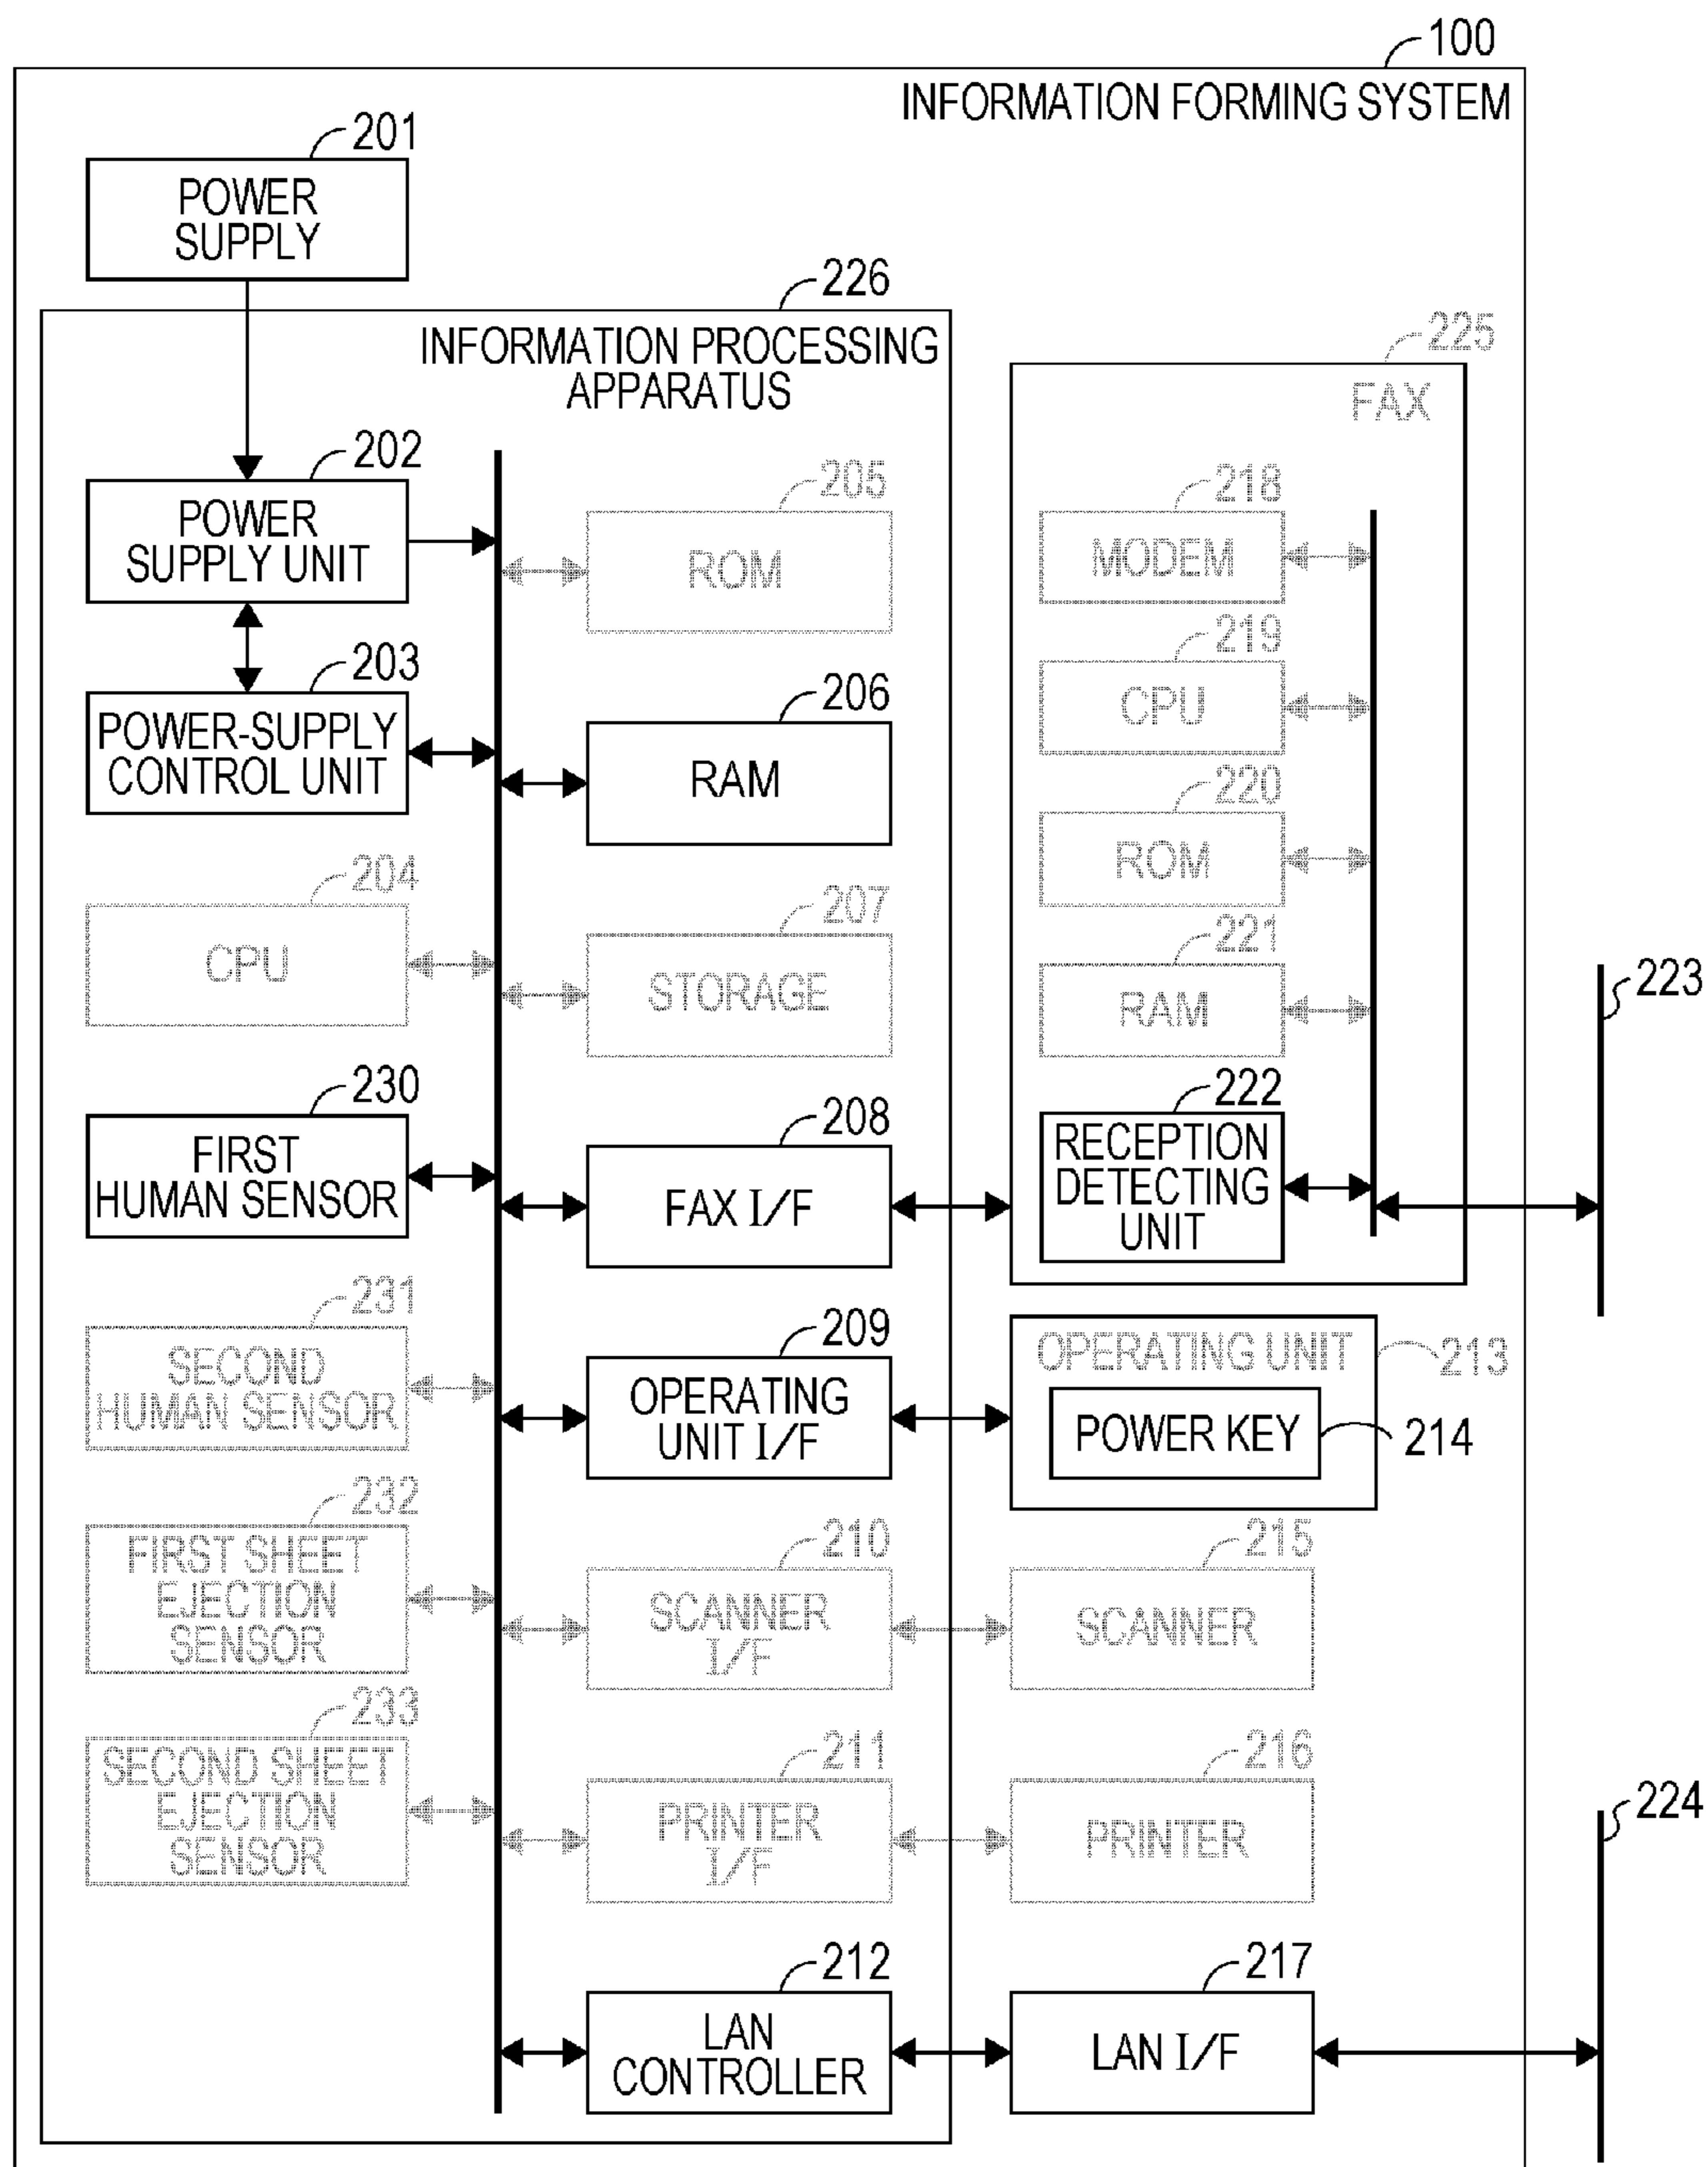 100
INFORMATION FORMING SYSTEM
201
POWER
SUPPLY
226
INFORMATION PROCESSING
APPARATUS
225
FAX
202
POWER
SUPPLY UNIT
205
ROM
218
MODEM
203
POWER-SUPPLY
CONTROL UNIT
206
RAM
219
CPU
220
ROM
204
CPU
207
STORAGE
221
RAM
223
230
FIRST
HUMAN SENSOR
208
FAX I/F
222
RECEPTION
DETECTING
UNIT
231
SECOND
HUMAN SENSOR
209
OPERATING
UNIT I/F
OPERATING UNIT
213
POWER KEY
214
232
FIRST SHEET
EJECTION
SENSOR
210
SCANNER
I/F
215
SCANNER
233
SECOND SHEET
EJECTION
SENSOR
211
PRINTER
I/F
216
PRINTER
224
212
LAN
CONTROLLER
217
LAN I/F